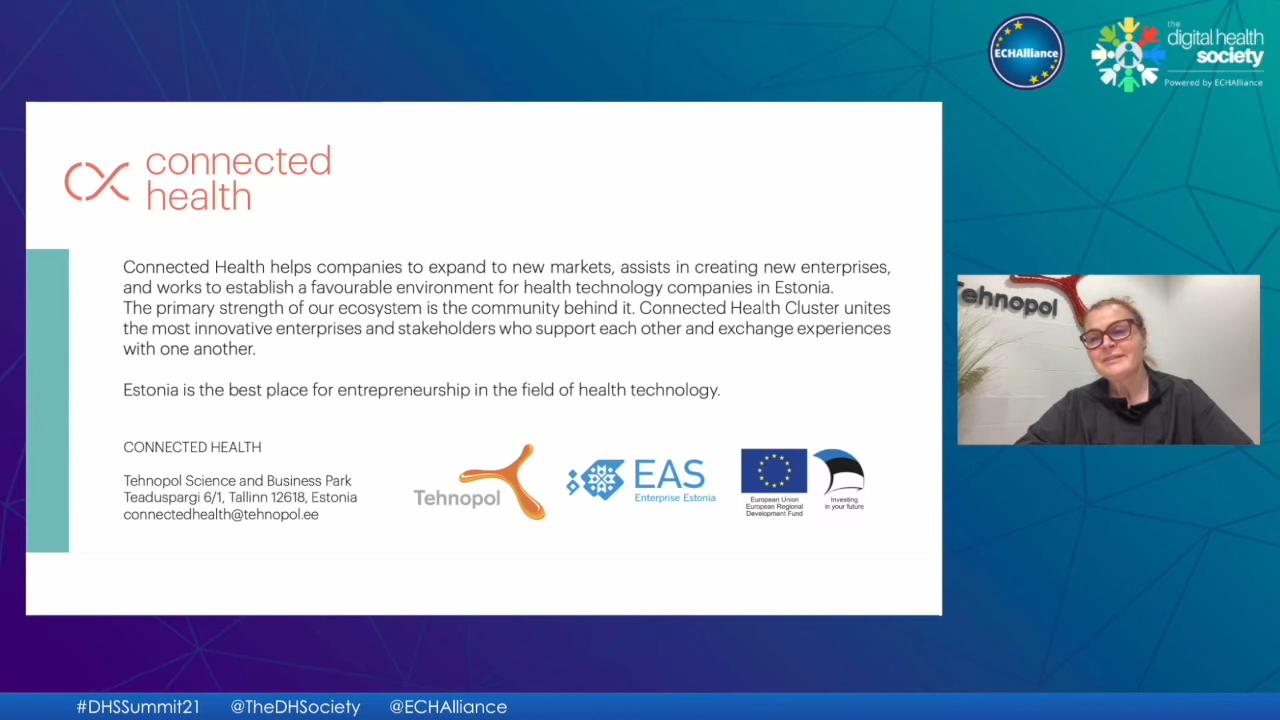 ECHAlliance
the
digital health
society
Powered by ECHAlliance
connected
health
Connected Health helps companies to expand to new markets, assists in creating new enterprises,
and works to establish a favourable environment for health technology companies in Estonia.
The primary strength of our ecosystem is the community behind it. Connected Health Cluster unites
the most innovative enterprises and stakeholders who support each other and exchange experiences
with one another.
Estonia is the best place for entrepreneurship in the field of health technology.
CONNECTED HEALTH
Tehnopol Science and Business Park
Teaduspargi 6/1, Tallinn 12618, Estonia
connectedhealth@tehnopol.ee
Tehnopol
EAS
Enterprise Estonia
European Union
European Regional
Development Fund
Investing
in your future
Tehnopol
#DHSSummit21 @TheDHSociety @ECHAlliance